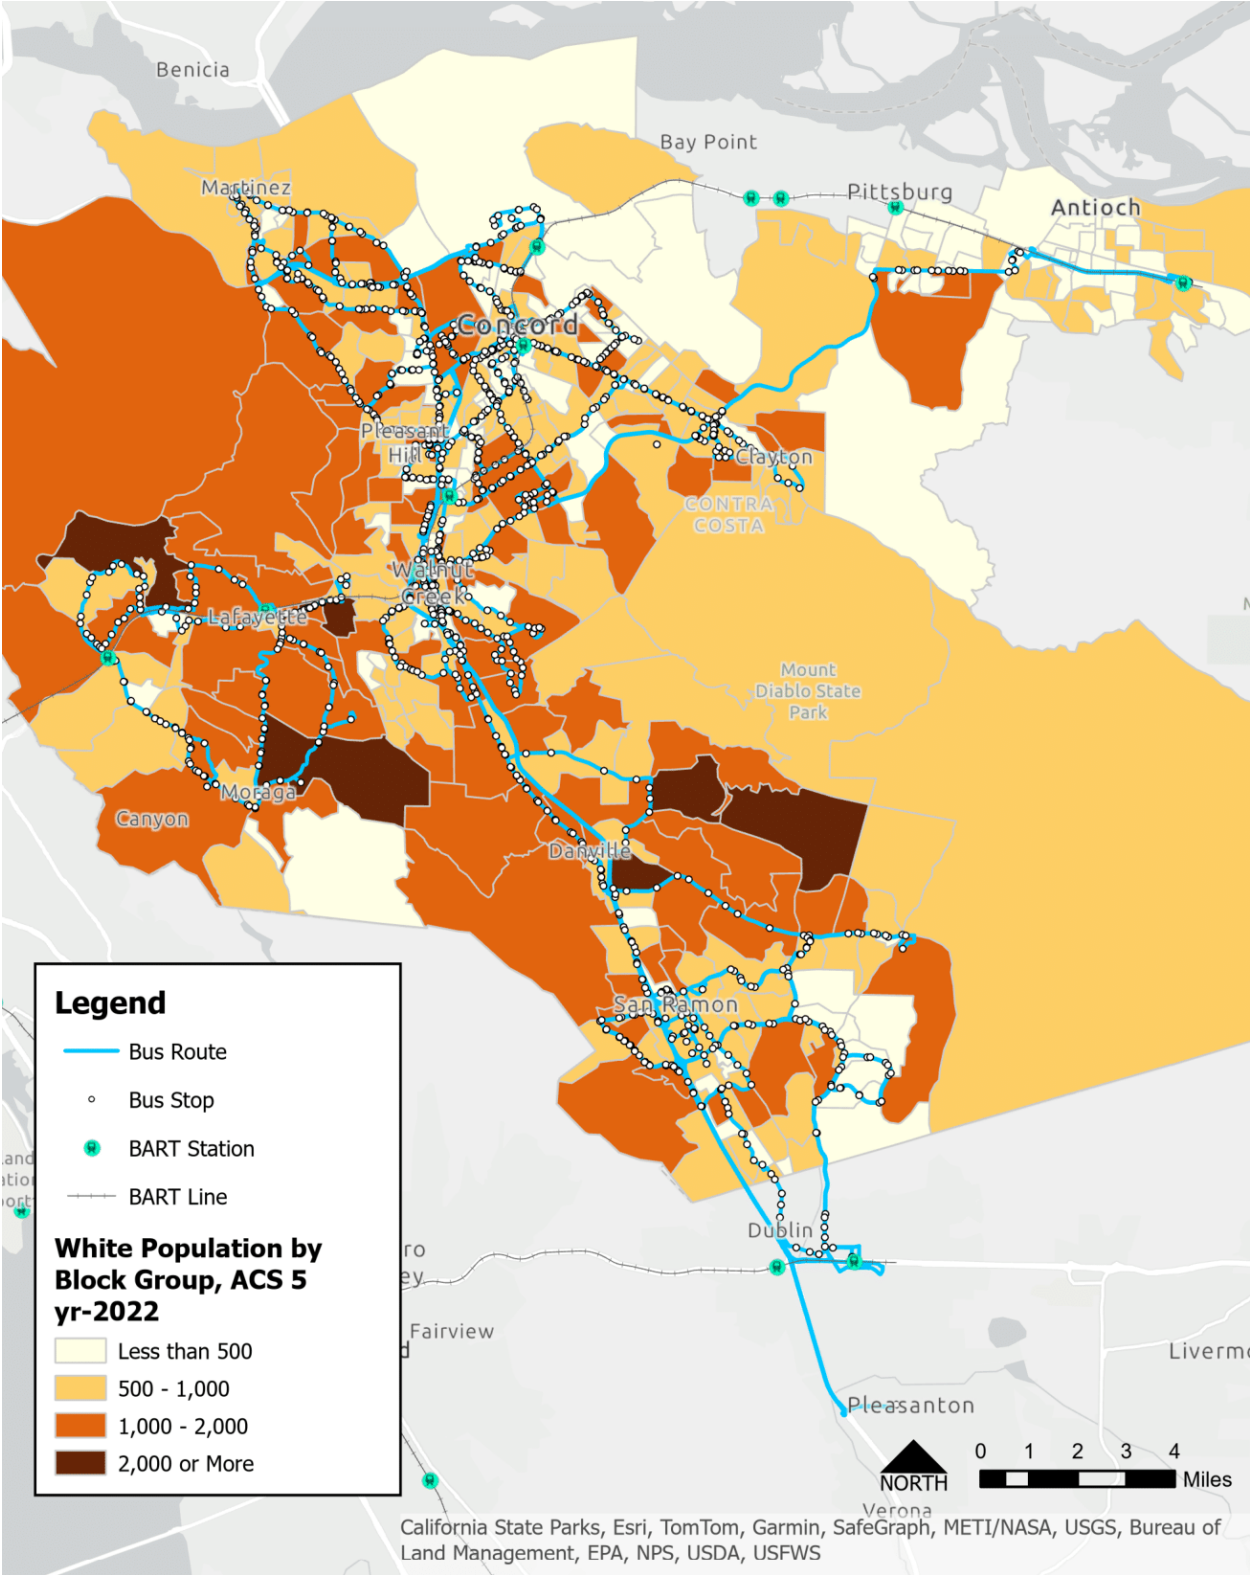 Benicia
Bay Point
Martinez
Pittsburg
Antioch
Concord
Pleasant
Hill
Clayton
CONTRA
COSTA
Walnut
Creek
Lafayette
Mount
Diablo State
Park
Moraga
Canyon
Danville
San Ramon
Legend
Bus Route
Bus Stop
BART Station
BART Line
White Population by
Block Group, ACS 5
yr-2022
Less than 500
500 - 1,000
1,000 - 2,000
2,000 or More
Dublin
Fairview
Pleasanton
0 1 2 3 4
Miles
NORTH
Verona
California State Parks, Esri, TomTom, Garmin, SafeGraph, METI/NASA, USGS, Bureau of
Land Management, EPA, NPS, USDA, USFWS